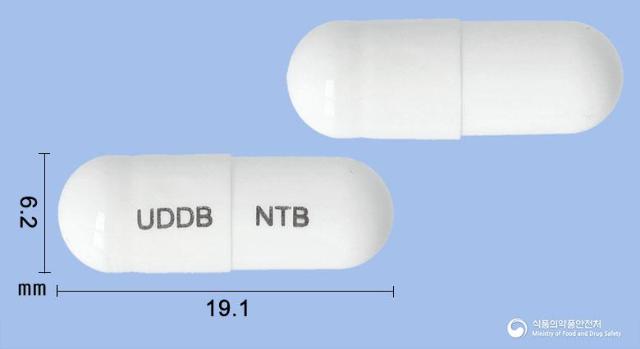 UDDB NTB
6.2
mm
19.1
식품의약품안전처
Ministry of Food and Drug Safety